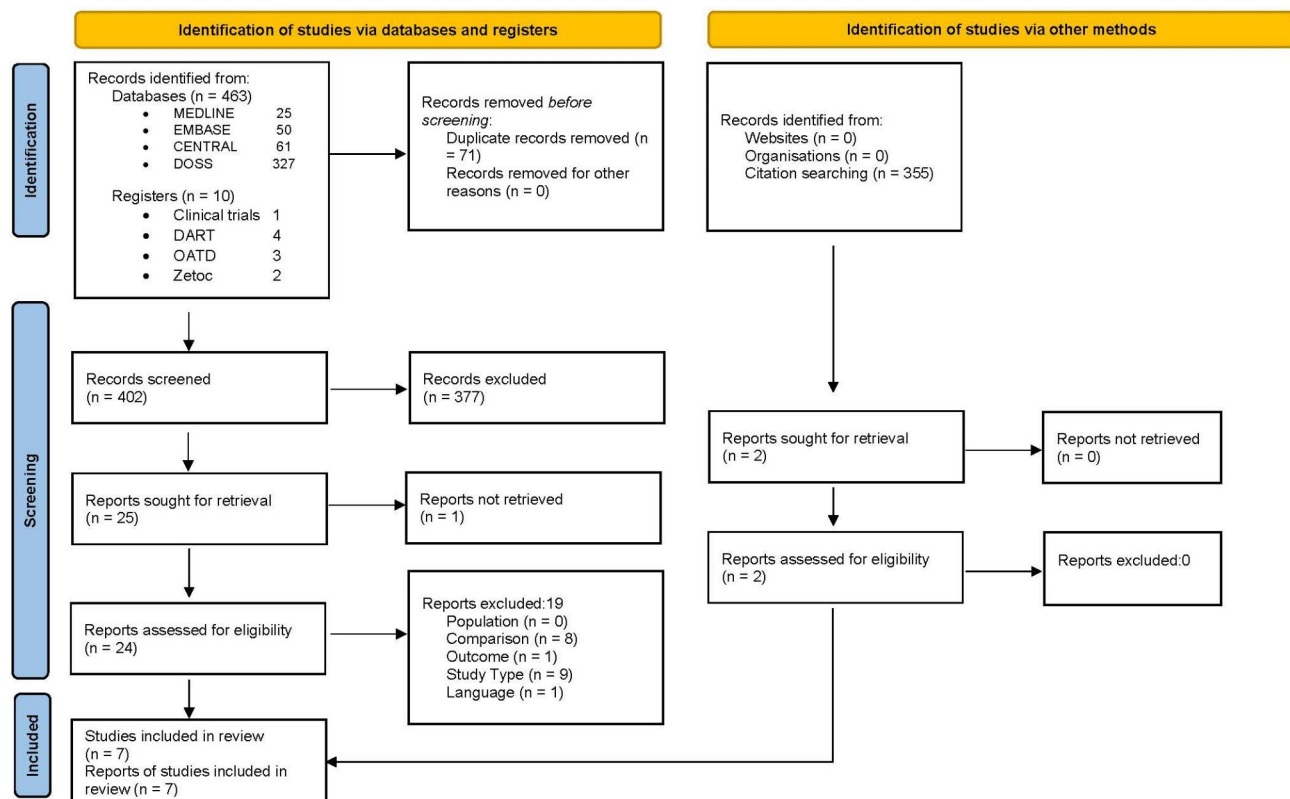 Identification of studies via databases and registers
Identification of studies via other methods
Identification
Records identified from:
Databases (n = 463)
• MEDLINE 25
• EMBASE 50
• CENTRAL 61
• DOSS 327
Registers (n = 10)
• Clinical trials 1
• DART 4
• OATD 3
• Zetoc 2
Records removed before
screening:
Duplicate records removed (n
= 71)
Records removed for other
reasons (n = 0)
Records identified from:
Websites (n = 0)
Organisations (n = 0)
Citation searching (n = 355)
Screening
Records screened
(n = 402)
Records excluded
(n = 377)
Reports sought for retrieval
(n = 25)
Reports not retrieved
(n = 1)
Reports sought for retrieval
(n = 2)
Reports not retrieved
(n = 0)
Reports assessed for eligibility
(n = 24)
Reports excluded:19
Population (n = 0)
Comparison (n = 8)
Outcome (n = 1)
Study Type (n = 9)
Language (n = 1)
Reports assessed for eligibility
(n = 2)
Reports excluded:0
Included
Studies included in review
(n = 7)
Reports of studies included in
review (n = 7)